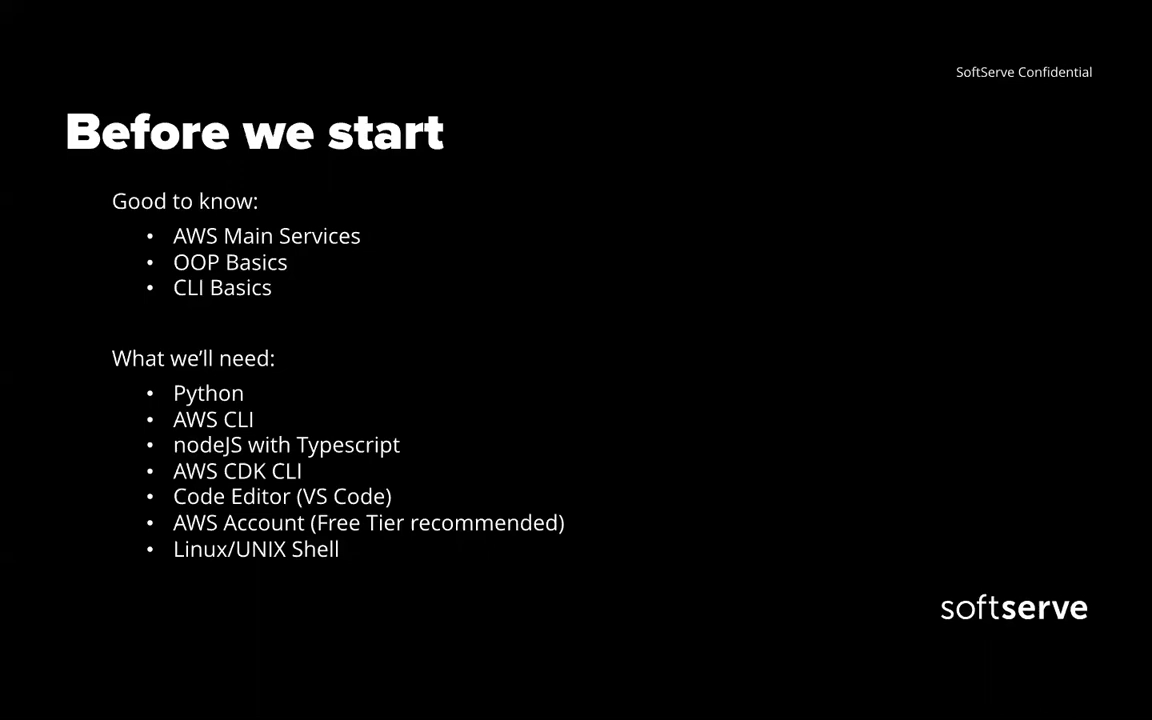 SoftServe Confidential
Before we start
Good to know:
• AWS Main Services
• OOP Basics
• CLI Basics
What we’ll need:
• Python
• AWS CLI
• nodeJS with Typescript
• AWS CDK CLI
• Code Editor (VS Code)
• AWS Account (Free Tier recommended)
• Linux/UNIX Shell
softserve